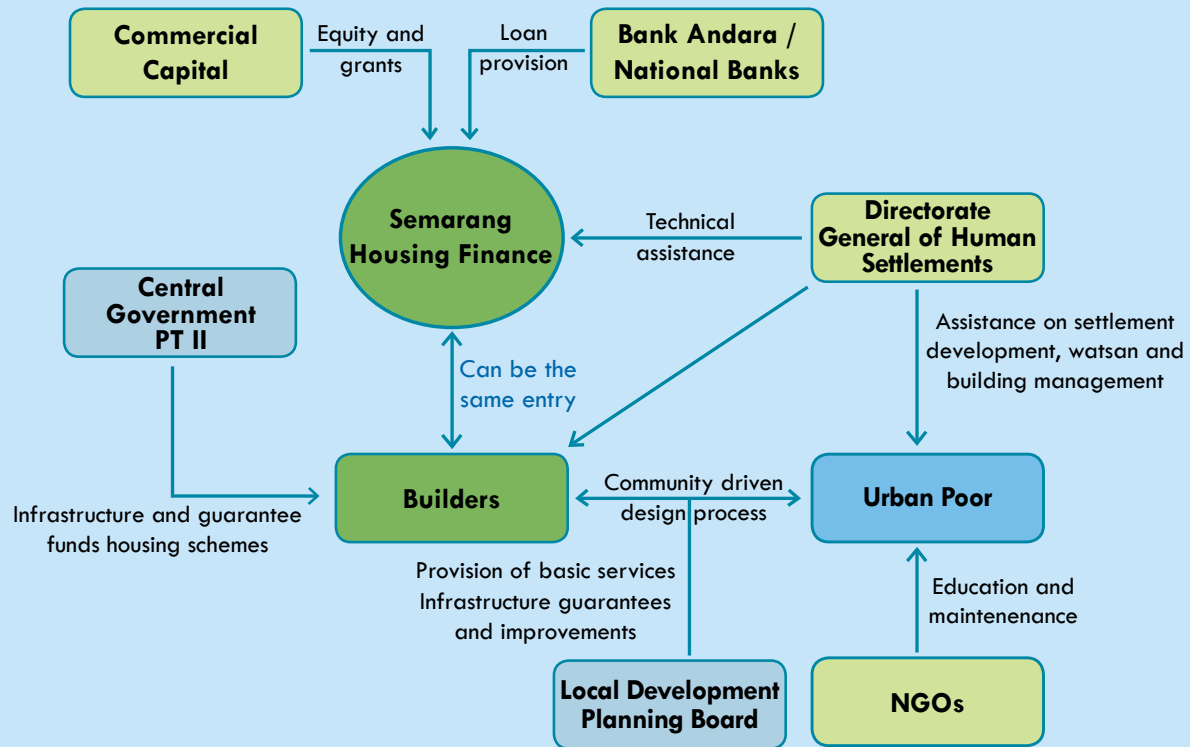 Commercial
Capital
Equity and
grants
Loan
provision
Bank Andara /
National Banks
Semarang
Housing Finance
Technical
assistance
Directorate
General of Human
Settlements
Central
Government
PT II
Can be the
same entry
Assistance on settlement
development, watsan and
building management
Builders
Community driven
design process
Urban Poor
Infrastructure and guarantee
funds housing schemes
Provision of basic services
Infrastructure guarantees
and improvements
Education and
maintenenance
Local Development
Planning Board
NGOs